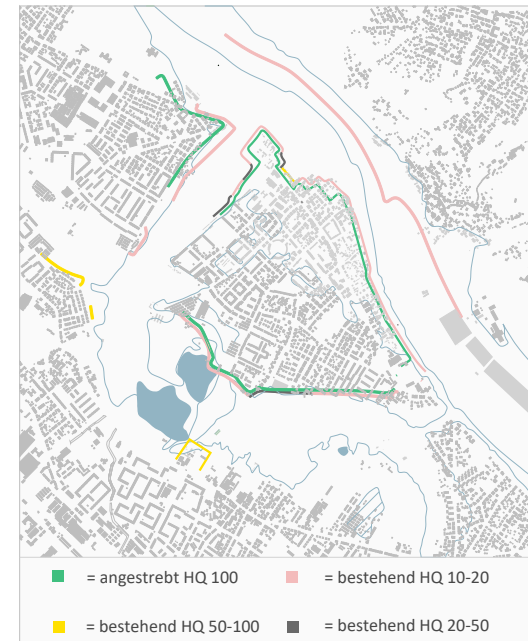 = angestrebt HQ 100 = bestehend HQ 10-20
= bestehend HQ 50-100 = bestehend HQ 20-50